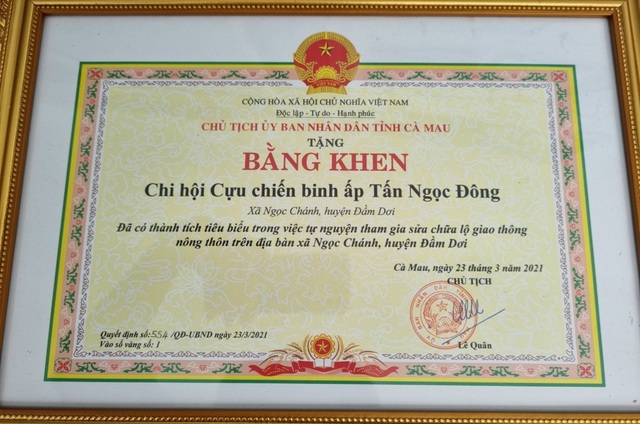 CỘNG HÒA XÃ HỘI CHỦ NGHĨA VIỆT NAM
Độc lập - Tự do - Hạnh phúc
CHỦ TỊCH ỦY BAN NHÂN DÂN TỈNH CÀ MAU
TẶNG
BẰNG KHEN
Chi hội Cựu chiến binh ấp Tấn Ngọc Đông
Xã Ngọc Chánh, huyện Đầm Dơi
Đã có thành tích tiêu biểu trong việc tự nguyện tham gia sửa chữa lộ giao thông
nông thôn trên địa bàn xã Ngọc Chánh, huyện Đầm Dơi
Cà Mau, ngày 23 tháng 3 năm 2021
CHỦ TỊCH
Quyết định số: 554 /QĐ-UBND ngày 23/3/2021
Vào sổ vàng số: 1
Lê Quân